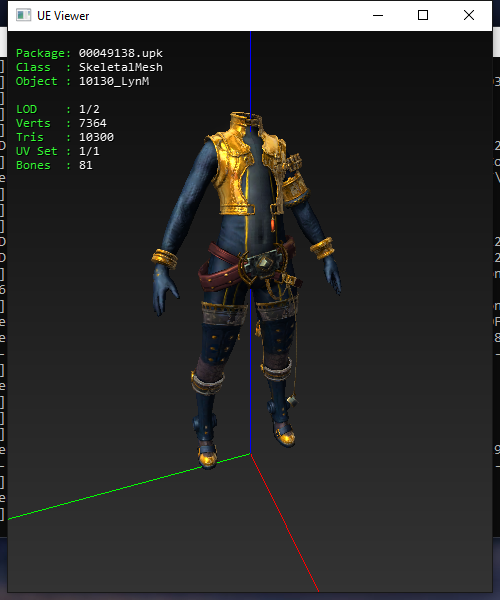 UE Viewer
Package: 00049138.upk
Class  : SkeletalMesh
Object : 10130_LynM
LOD    : 1/2
Verts  : 7364
Tris   : 10300
UV Set : 1/1
Bones  : 81